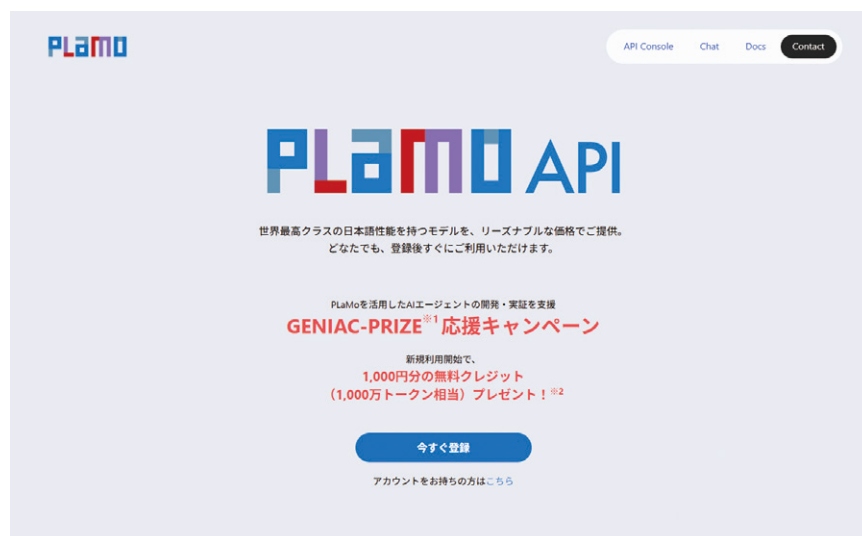 PLaMo
API Console
Chat
Docs
Contact
PLaMo API
世界最高クラスの日本語性能を持つモデルを、リーズナブルな価格でご提供。
どなたでも、登録後すぐにご利用いただけます。
PLaMoを活用したAIエージェントの開発・実証を支援
GENIAC-PRIZE※1応援キャンペーン
新規利用開始で、
1,000円分の無料クレジット
（1,000万トークン相当）プレゼント！※2
今すぐ登録
アカウントをお持ちの方はこちら